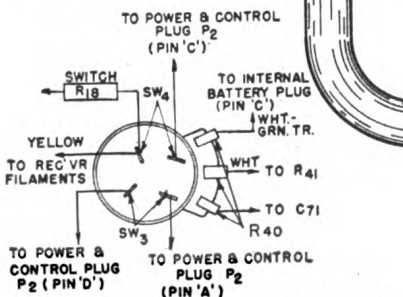 TO POWER & CONTROL
PLUG P2
(PIN 'C')
SWITCH
R18
SW4
TO INTERNAL
BATTERY PLUG
(PIN 'C')
WHT.-
GRN. TR.
YELLOW
TO REC'VR
FILAMENTS
WHT
TO R41
TO C71
SW3
R40
TO POWER &
CONTROL PLUG
P2 (PIN 'D')
TO POWER & CONTROL
PLUG P2
(PIN 'A')